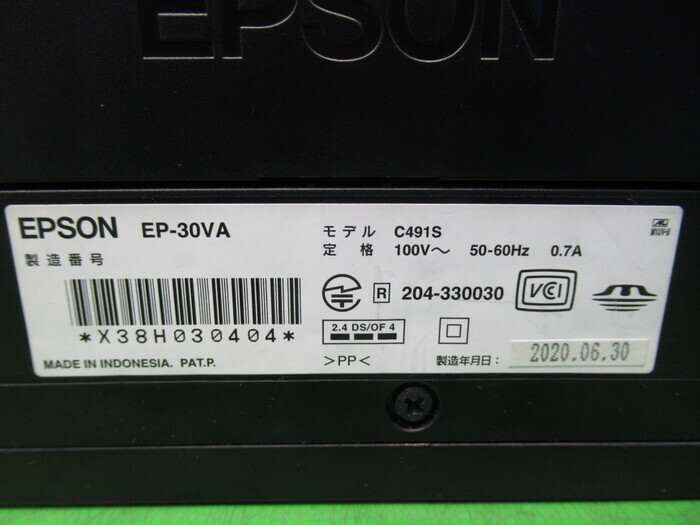 EPSON
EPSON EP-30VA
モデル C491S
定格 100V～ 50-60Hz 0.7A
製造番号
R 204-330030
VCI
*X38H030404*
2.4 DS/OF 4
>PP<
製造年月日: 2020.06.30
MADE IN INDONESIA. PAT.P.